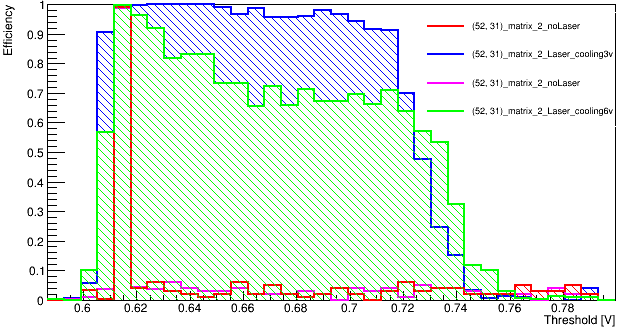 Efficiency
(52, 31)_matrix_2_noLaser
(52, 31)_matrix_2_Laser_cooling3v
(52, 31)_matrix_2_noLaser
(52, 31)_matrix_2_Laser_cooling6v
1
0.9
0.8
0.7
0.6
0.5
0.4
0.3
0.2
0.1
0
0.6 0.62 0.64 0.66 0.68 0.7 0.72 0.74 0.76 0.78
Threshold [V]